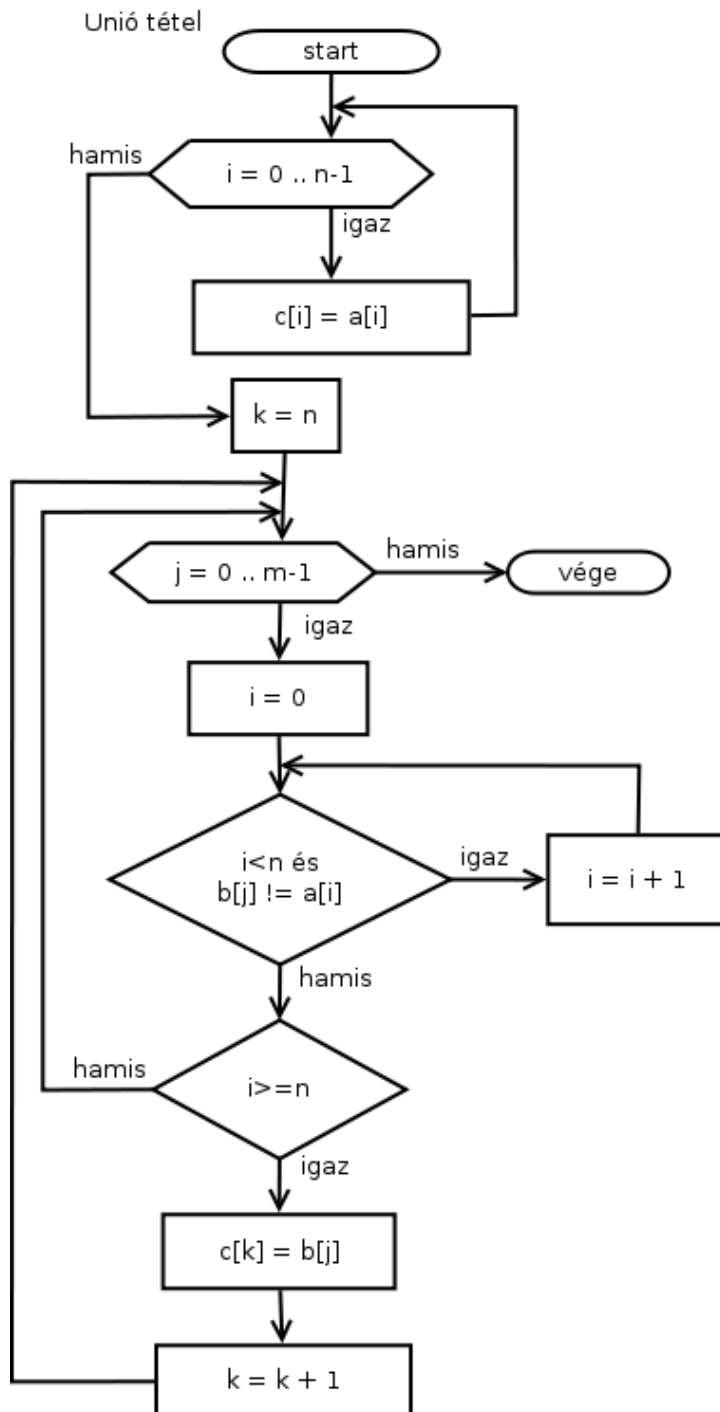 Unió tétel
start
hamis
i = 0 .. n-1
igaz
c[i] = a[i]
k = n
j = 0 .. m-1
hamis
vége
igaz
i = 0
i<n és
b[j] != a[i]
igaz
i = i + 1
hamis
hamis
i>=n
igaz
c[k] = b[j]
k = k + 1